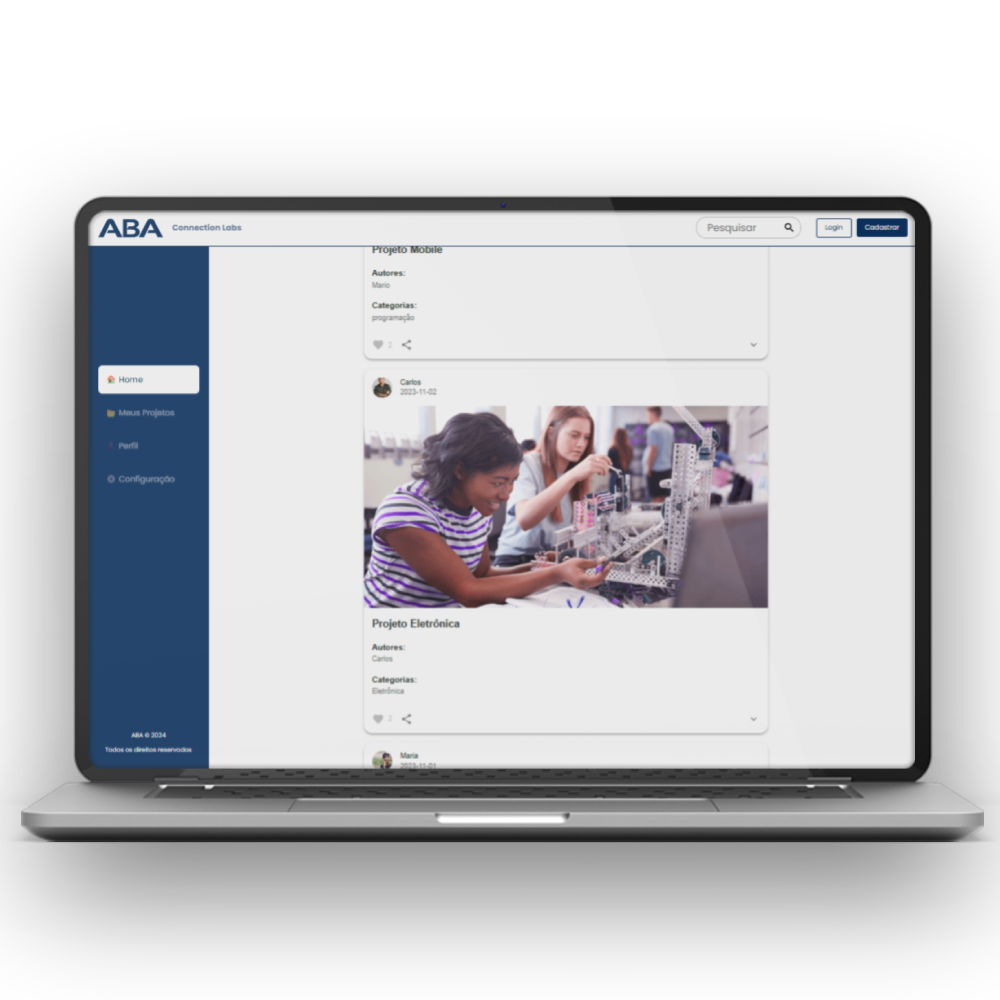 ABA Connection Labs
Pesquisar
Login
Cadastrar
Home
Meus Projetos
Perfil
Configuração
ABA © 2024
Todos os direitos reservados
Projeto Mobile
Autores:
Mario
Categorias:
programação
2
Carlos
2023-11-02
Projeto Eletrônica
Autores:
Carlos
Categorias:
Eletrônica
2
Maria
2023-11-01